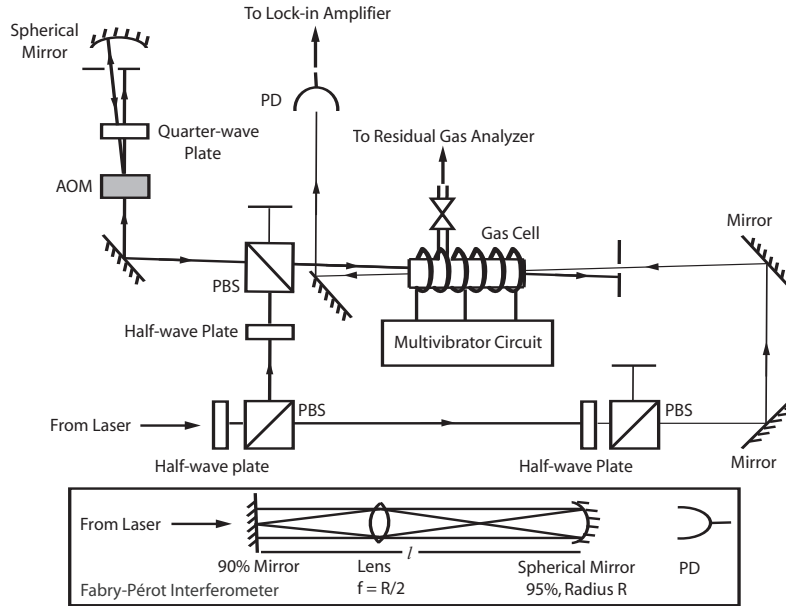 To Lock-in Amplifier
Spherical
Mirror
PD
Quarter-wave
Plate
To Residual Gas Analyzer
AOM
Gas Cell
Mirror
PBS
Half-wave Plate
Multivibrator Circuit
From Laser
PBS
PBS
Half-wave plate
Half-wave Plate
Mirror
From Laser
l
90% Mirror
Lens
f = R/2
Spherical Mirror
95%, Radius R
PD
Fabry-Pérot Interferometer